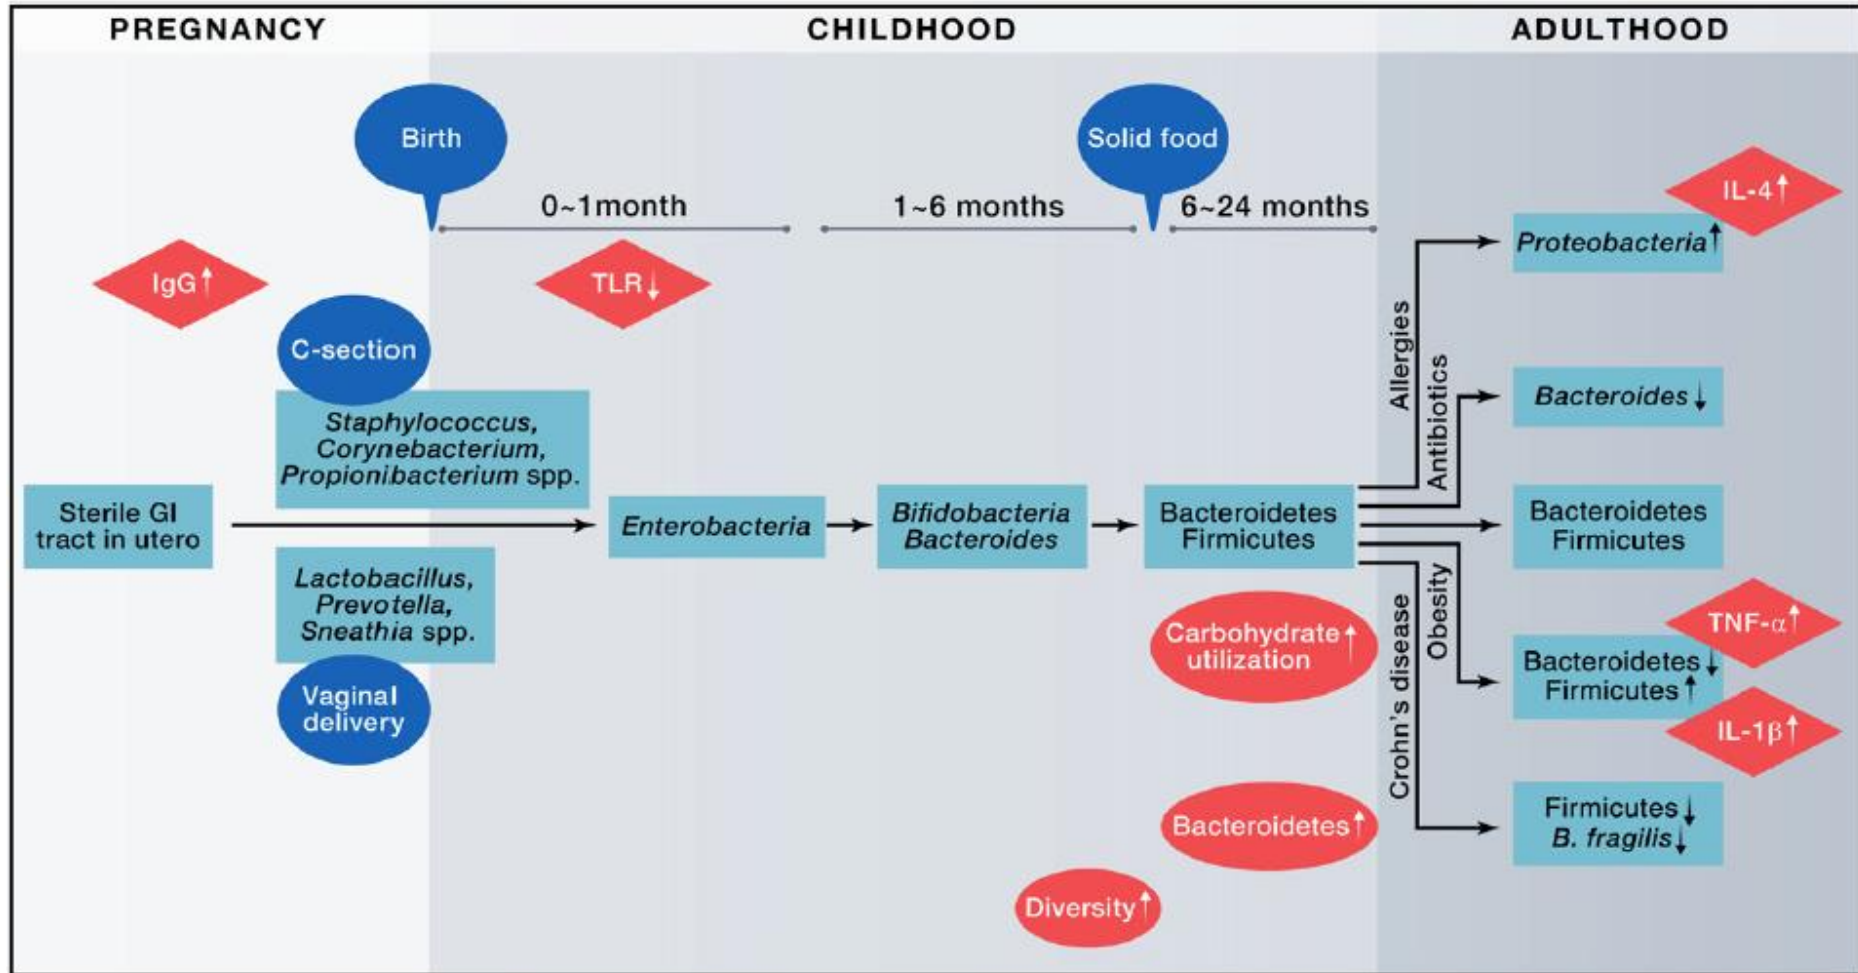 PREGNANCY
CHILDHOOD
ADULTHOOD
Birth
Solid food
0~1month
1~6 months
6~24 months
IgG↑
TLR↓
IL-4↑
Proteobacteria↑
C-section
Staphylococcus,
Corynebacterium,
Propionibacterium spp.
Allergies
Antibiotics
Bacteroides↓
Sterile GI
tract in utero
Enterobacteria
Bifidobacteria
Bacteroides
Bacteroidetes
Firmicutes
Bacteroidetes
Firmicutes
Lactobacillus,
Prevotella,
Sneathia spp.
Vaginal
delivery
Carbohydrate↑
utilization
Crohn's disease
Obesity
TNF-α↑
Bacteroidetes↓
Firmicutes↑
IL-1β↑
Bacteroidetes↑
Firmicutes↓
B. fragilis↓
Diversity↑